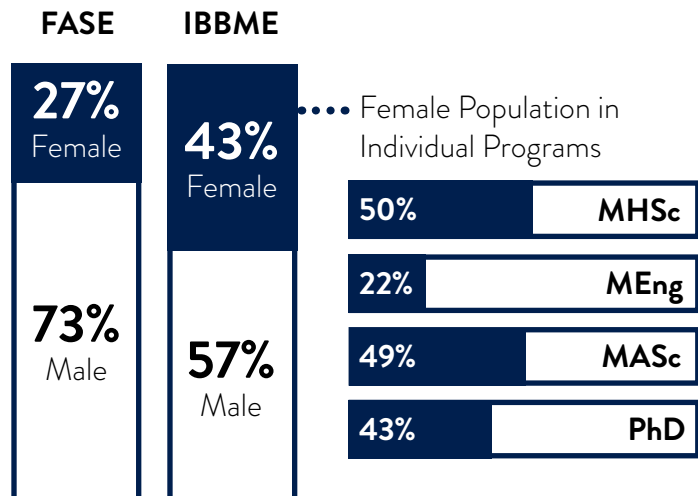 FASE
27%
Female
73%
Male
IBBME
43%
Female
57%
Male
Female Population in
Individual Programs
50% MHSc
22% MEng
49% MASc
43% PhD